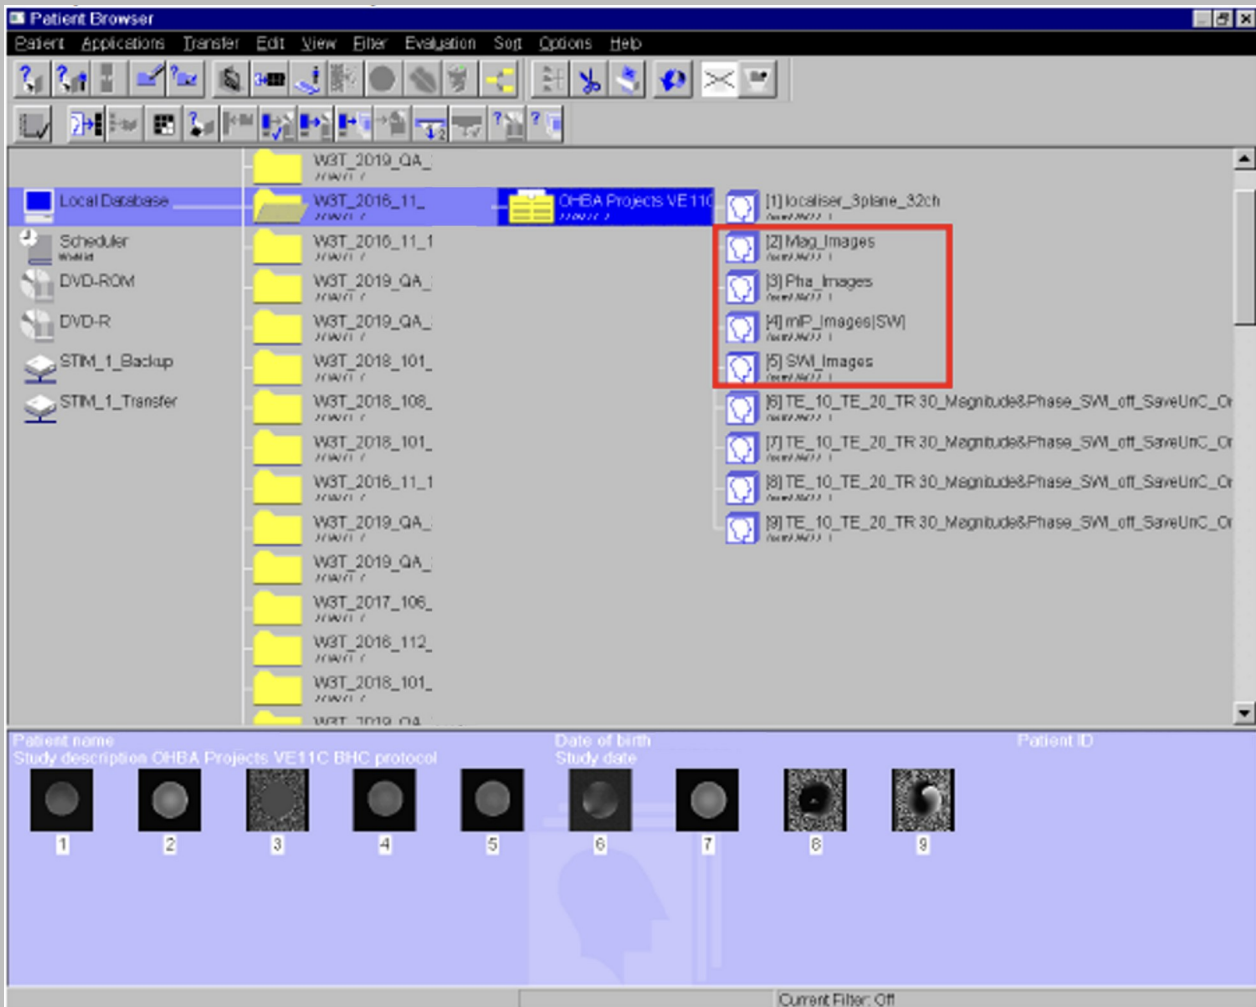 Patient Browser
Patient Applications Transfer Edit View Filter Evaluation Sort Options Help
W3T_2019_QA_
Local Database
W3T_2016_11_
OHBA Projects VE11C
[1] localiser_3plane_32ch
Scheduler
Worklist
W3T_2016_11_1
[2] Mag_Images
DVD-ROM
W3T_2019_QA_
[3] Pha_Images
DVD-R
W3T_2019_QA_
[4] mIP_Images(SW)
STIM_1_Backup
W3T_2018_101_
[5] SWI_Images
STIM_1_Transfer
W3T_2018_108_
[6] TE_10_TE_20_TR 30_Magnitude&Phase_SWI_off_SaveUnC_Or
W3T_2018_101_
[7] TE_10_TE_20_TR 30_Magnitude&Phase_SWI_off_SaveUnC_Or
W3T_2016_11_1
[8] TE_10_TE_20_TR 30_Magnitude&Phase_SWI_off_SaveUnC_Or
W3T_2019_QA_
[9] TE_10_TE_20_TR 30_Magnitude&Phase_SWI_off_SaveUnC_Or
W3T_2019_QA_
W3T_2017_106_
W3T_2016_112_
W3T_2018_101_
W3T_2019_QA_
Patient name Date of birth Patient ID
Study description OHBA Projects VE11C BHC protocol Study date
1 2 3 4 5 6 7 8 9
Current Filter: Off